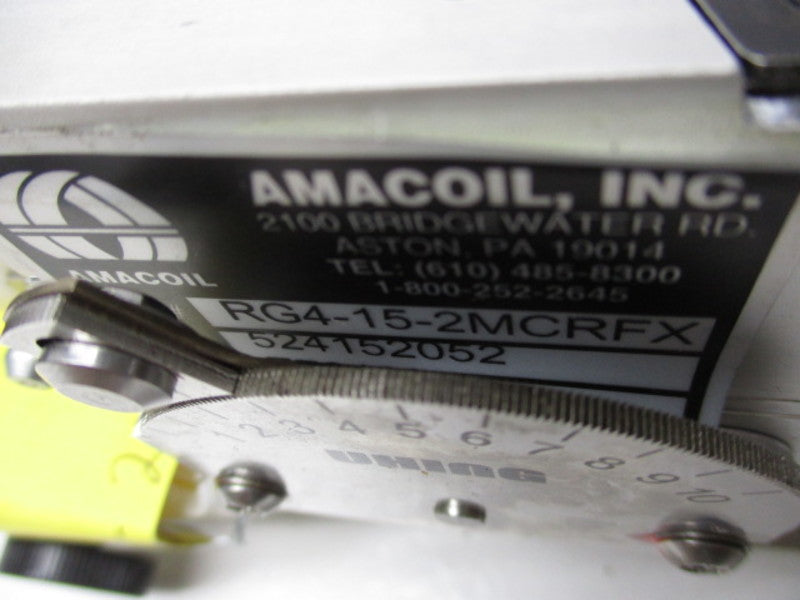 AMACOIL, INC.
2100 BRIDGEWATER RD.
ASTON, PA 19014
TEL: (610) 485-8300
1-800-252-2645
AMACOIL
RG4-15-2MCRFX
524152052
1 2 3 4 5 6 7 8 9 10
UHING
2